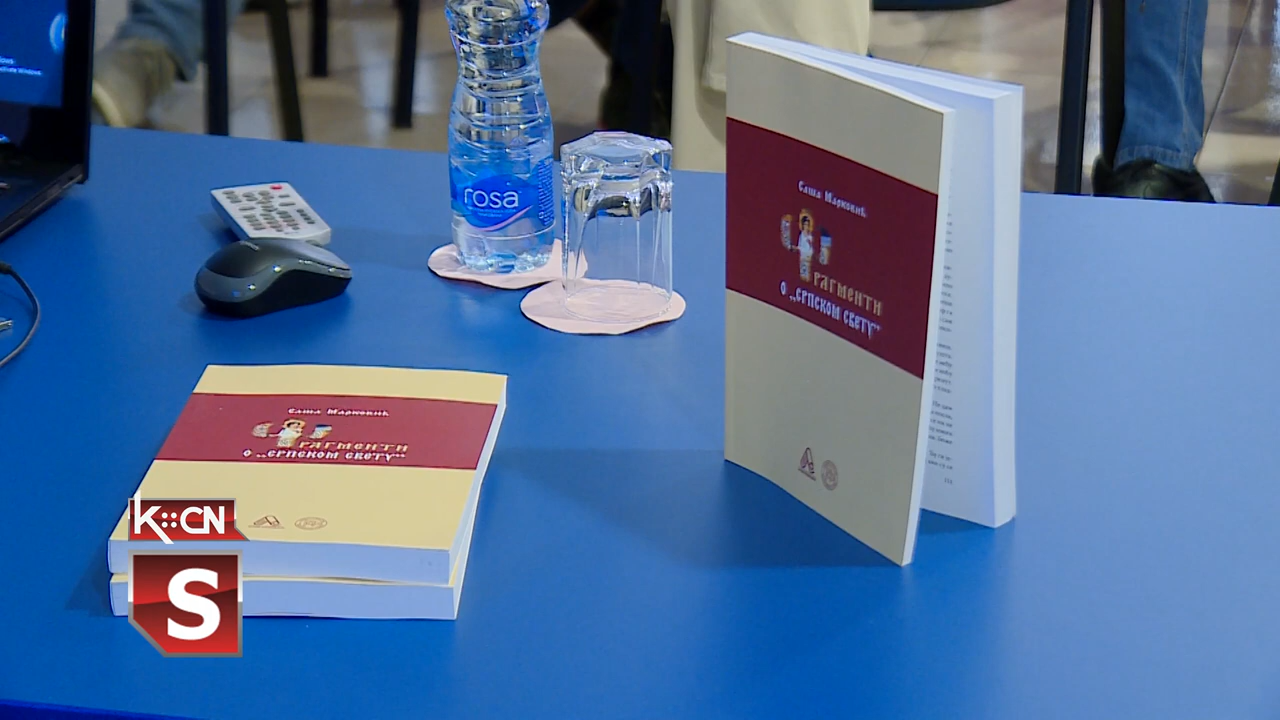 rosa
Саша Марковић
Фрагменти
о „српском свету“
Саша Марковић
Фрагменти
о „српском свету“
K::CN
S